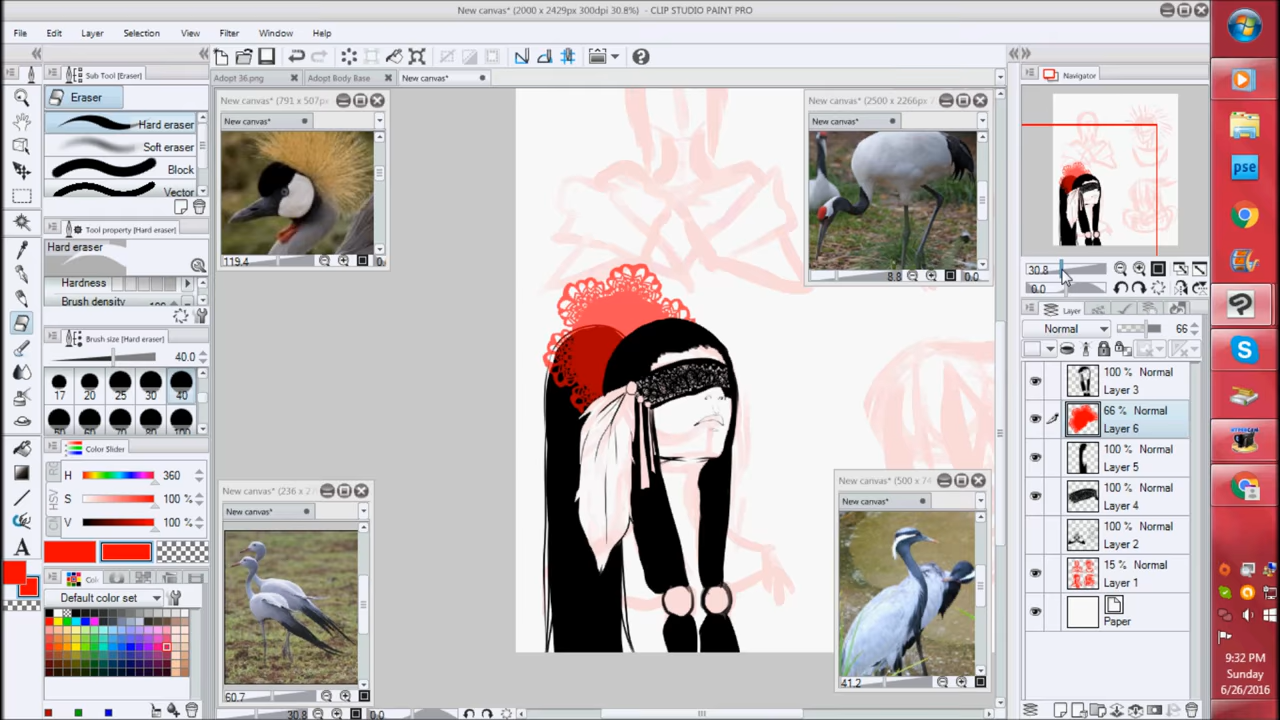 New canvas* (2000 x 2429px 300dpi 30.8%) - CLIP STUDIO PAINT PRO
File Edit Layer Selection View Filter Window Help
Sub Tool [Eraser]
Adopt 36.png
Adopt Body Base
New canvas*
Navigator
Eraser
Hard eraser
Soft eraser
Block
Vector
New canvas* (791 x 507px
New canvas*
119.4
New canvas* (2500 x 2266px
New canvas*
8.8 0.0
Tool property [Hard eraser]
Hard eraser
Hardness
Brush density
30.8
0.0
Layer
Normal 66
Brush size [Hard eraser]
40.0
17 20 25 30 40
50 60 70 80 100
100 % Normal
Layer 3
66 % Normal
Layer 6
100 % Normal
Layer 5
100 % Normal
Layer 4
100 % Normal
Layer 2
15 % Normal
Layer 1
Paper
Color Slider
H 360
S 100 %
V 100 %
New canvas* (236 x
New canvas*
60.7
New canvas* (500 x 74
New canvas*
41.2
Default color set
30.8 0.0
pse
9:32 PM
Sunday
6/26/2016